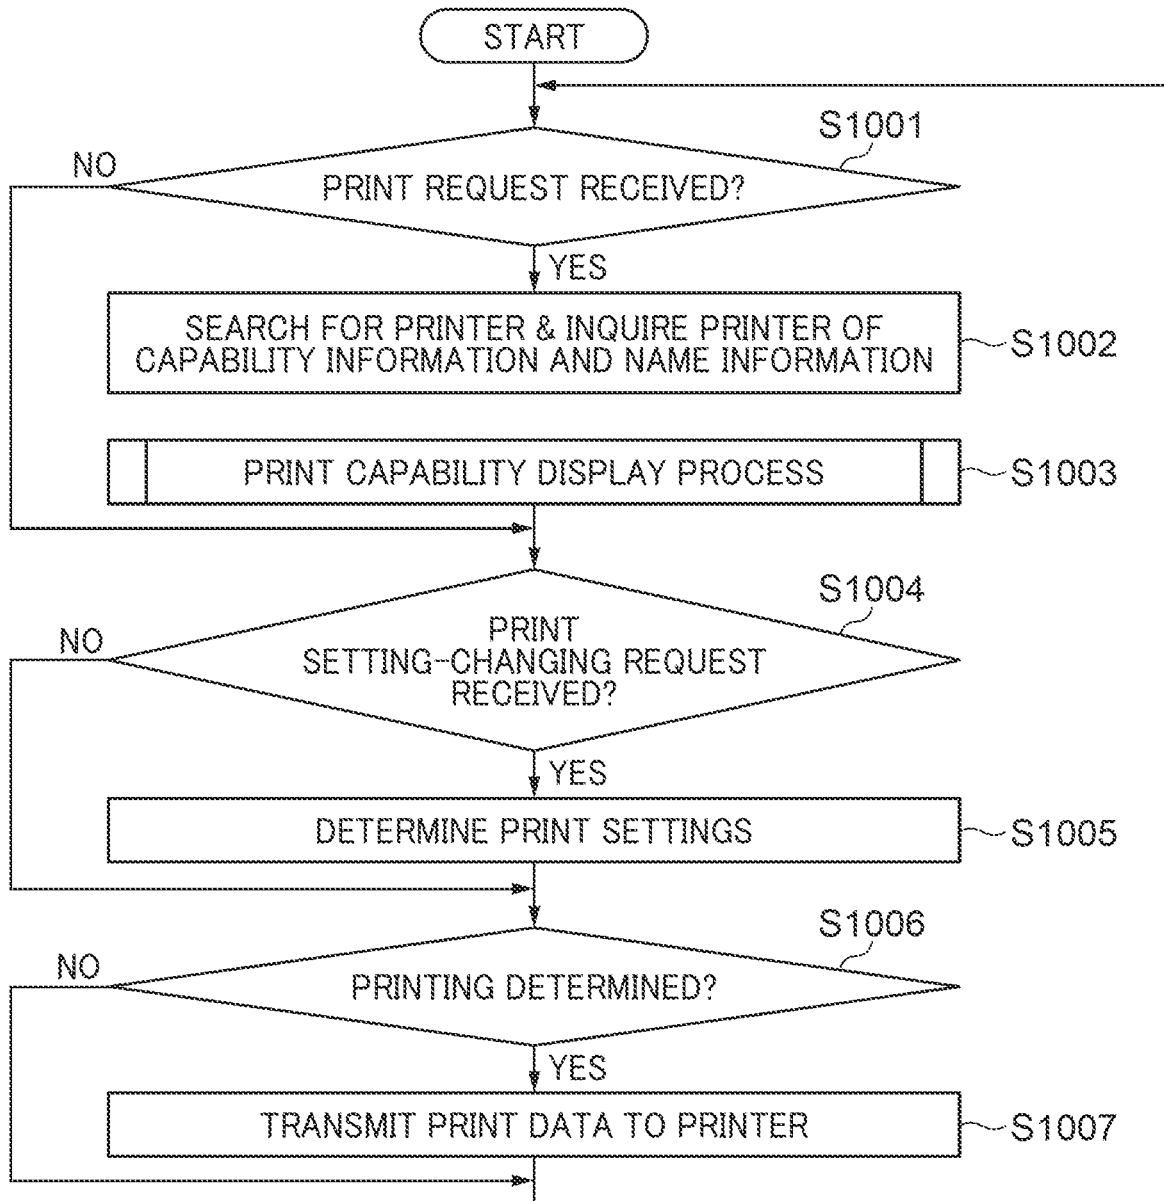 START
S1001
NO
PRINT REQUEST RECEIVED?
YES
SEARCH FOR PRINTER & INQUIRE PRINTER OF
CAPABILITY INFORMATION AND NAME INFORMATION
S1002
PRINT CAPABILITY DISPLAY PROCESS
S1003
S1004
NO
PRINT
SETTING-CHANGING REQUEST
RECEIVED?
YES
DETERMINE PRINT SETTINGS
S1005
S1006
NO
PRINTING DETERMINED?
YES
TRANSMIT PRINT DATA TO PRINTER
S1007